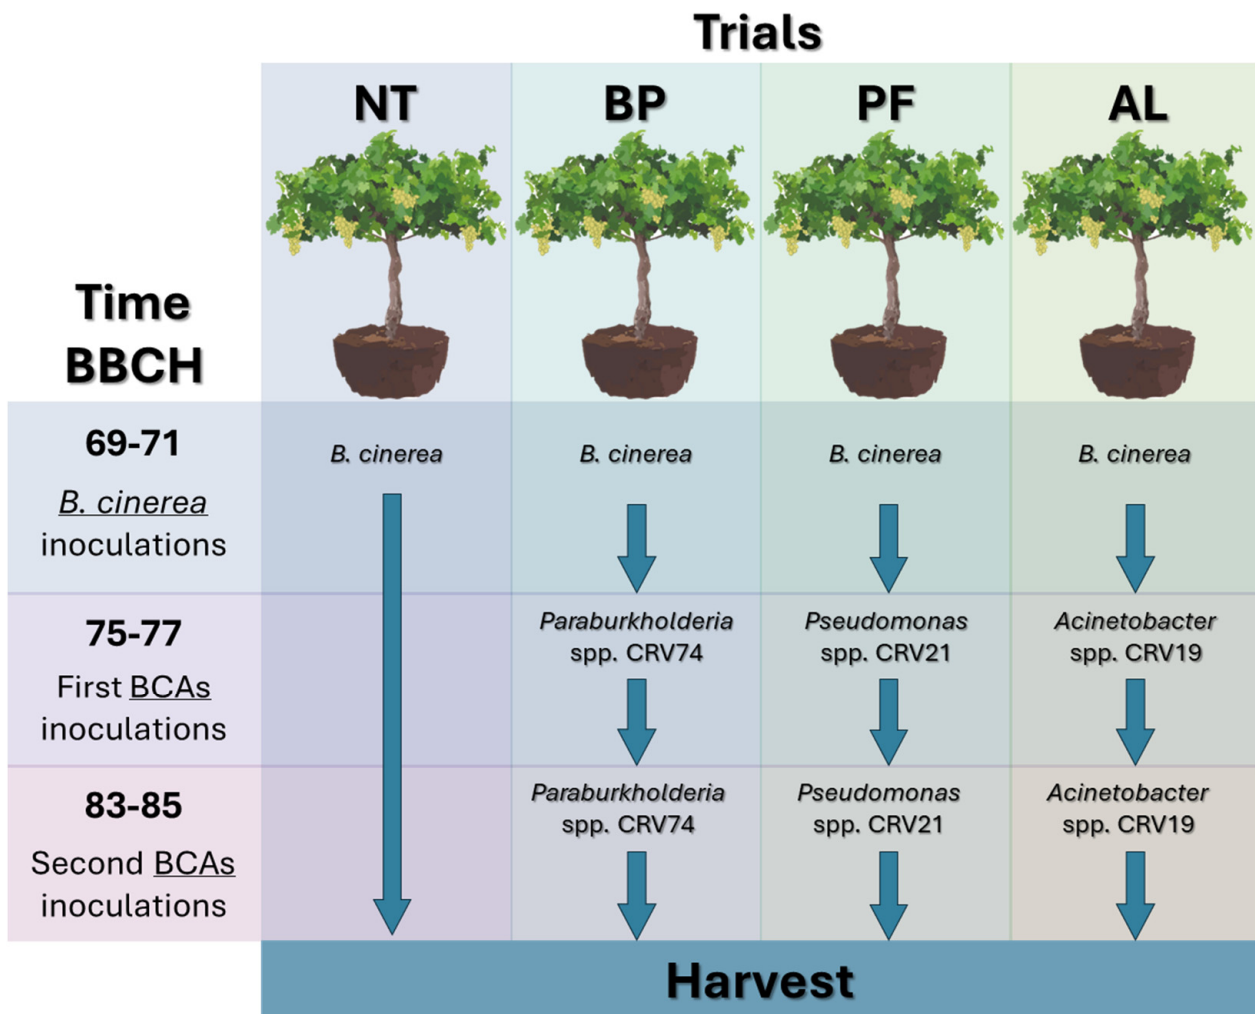 Trials
NT BP PF AL
Time
BBCH
69-71
B. cinerea
inoculations
B. cinerea B. cinerea B. cinerea B. cinerea
75-77
First BCAs
inoculations
Paraburkholderia
spp. CRV74
Pseudomonas
spp. CRV21
Acinetobacter
spp. CRV19
83-85
Second BCAs
inoculations
Paraburkholderia
spp. CRV74
Pseudomonas
spp. CRV21
Acinetobacter
spp. CRV19
Harvest